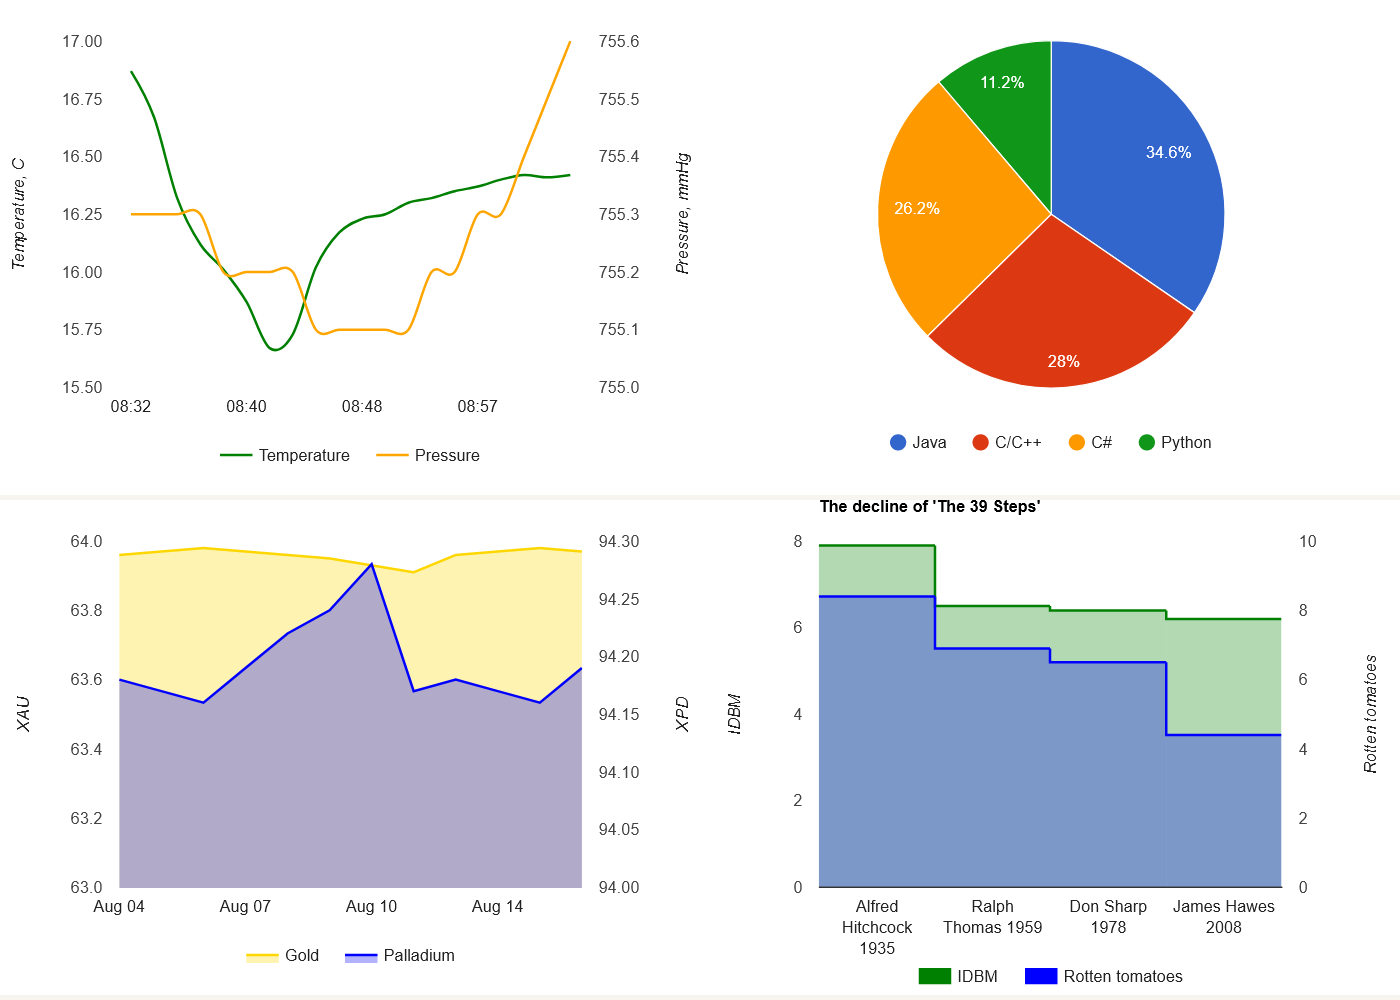 17.00
16.75
16.50
16.25
16.00
15.75
15.50
Temperature, C
755.6
755.5
755.4
755.3
755.2
755.1
755.0
Pressure, mmHg
08:32 08:40 08:48 08:57
Temperature Pressure
11.2%
34.6%
26.2%
28%
Java C/C++ C# Python
64.0
63.8
63.6
63.4
63.2
63.0
XAU
94.30
94.25
94.20
94.15
94.10
94.05
94.00
XPD
Aug 04 Aug 07 Aug 10 Aug 14
Gold Palladium
The decline of 'The 39 Steps'
8
6
4
2
0
IDBM
10
8
6
4
2
0
Rotten tomatoes
Alfred
Hitchcock
1935
Ralph
Thomas 1959
Don Sharp
1978
James Hawes
2008
IDBM Rotten tomatoes